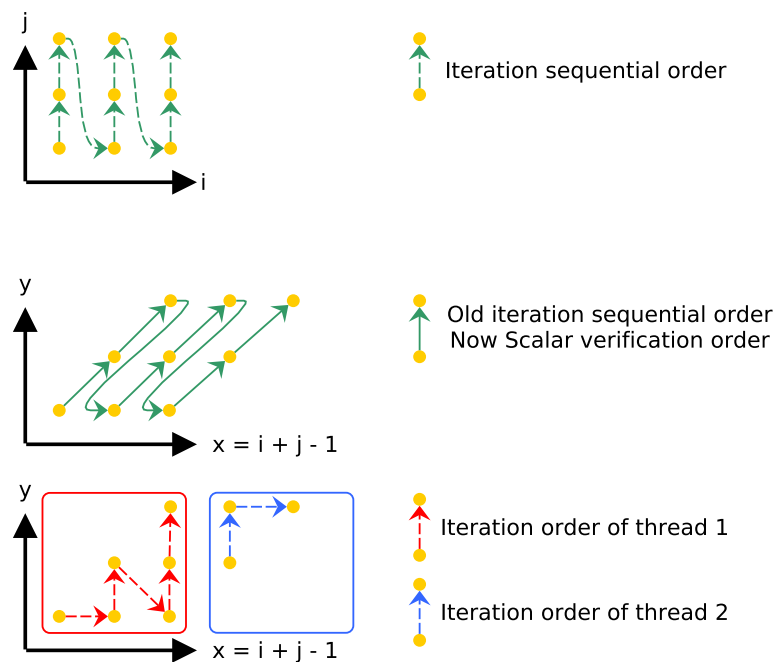 j
Iteration sequential order
i
y
Old iteration sequential order
Now Scalar verification order
x = i + j - 1
y
Iteration order of thread 1
Iteration order of thread 2
x = i + j - 1